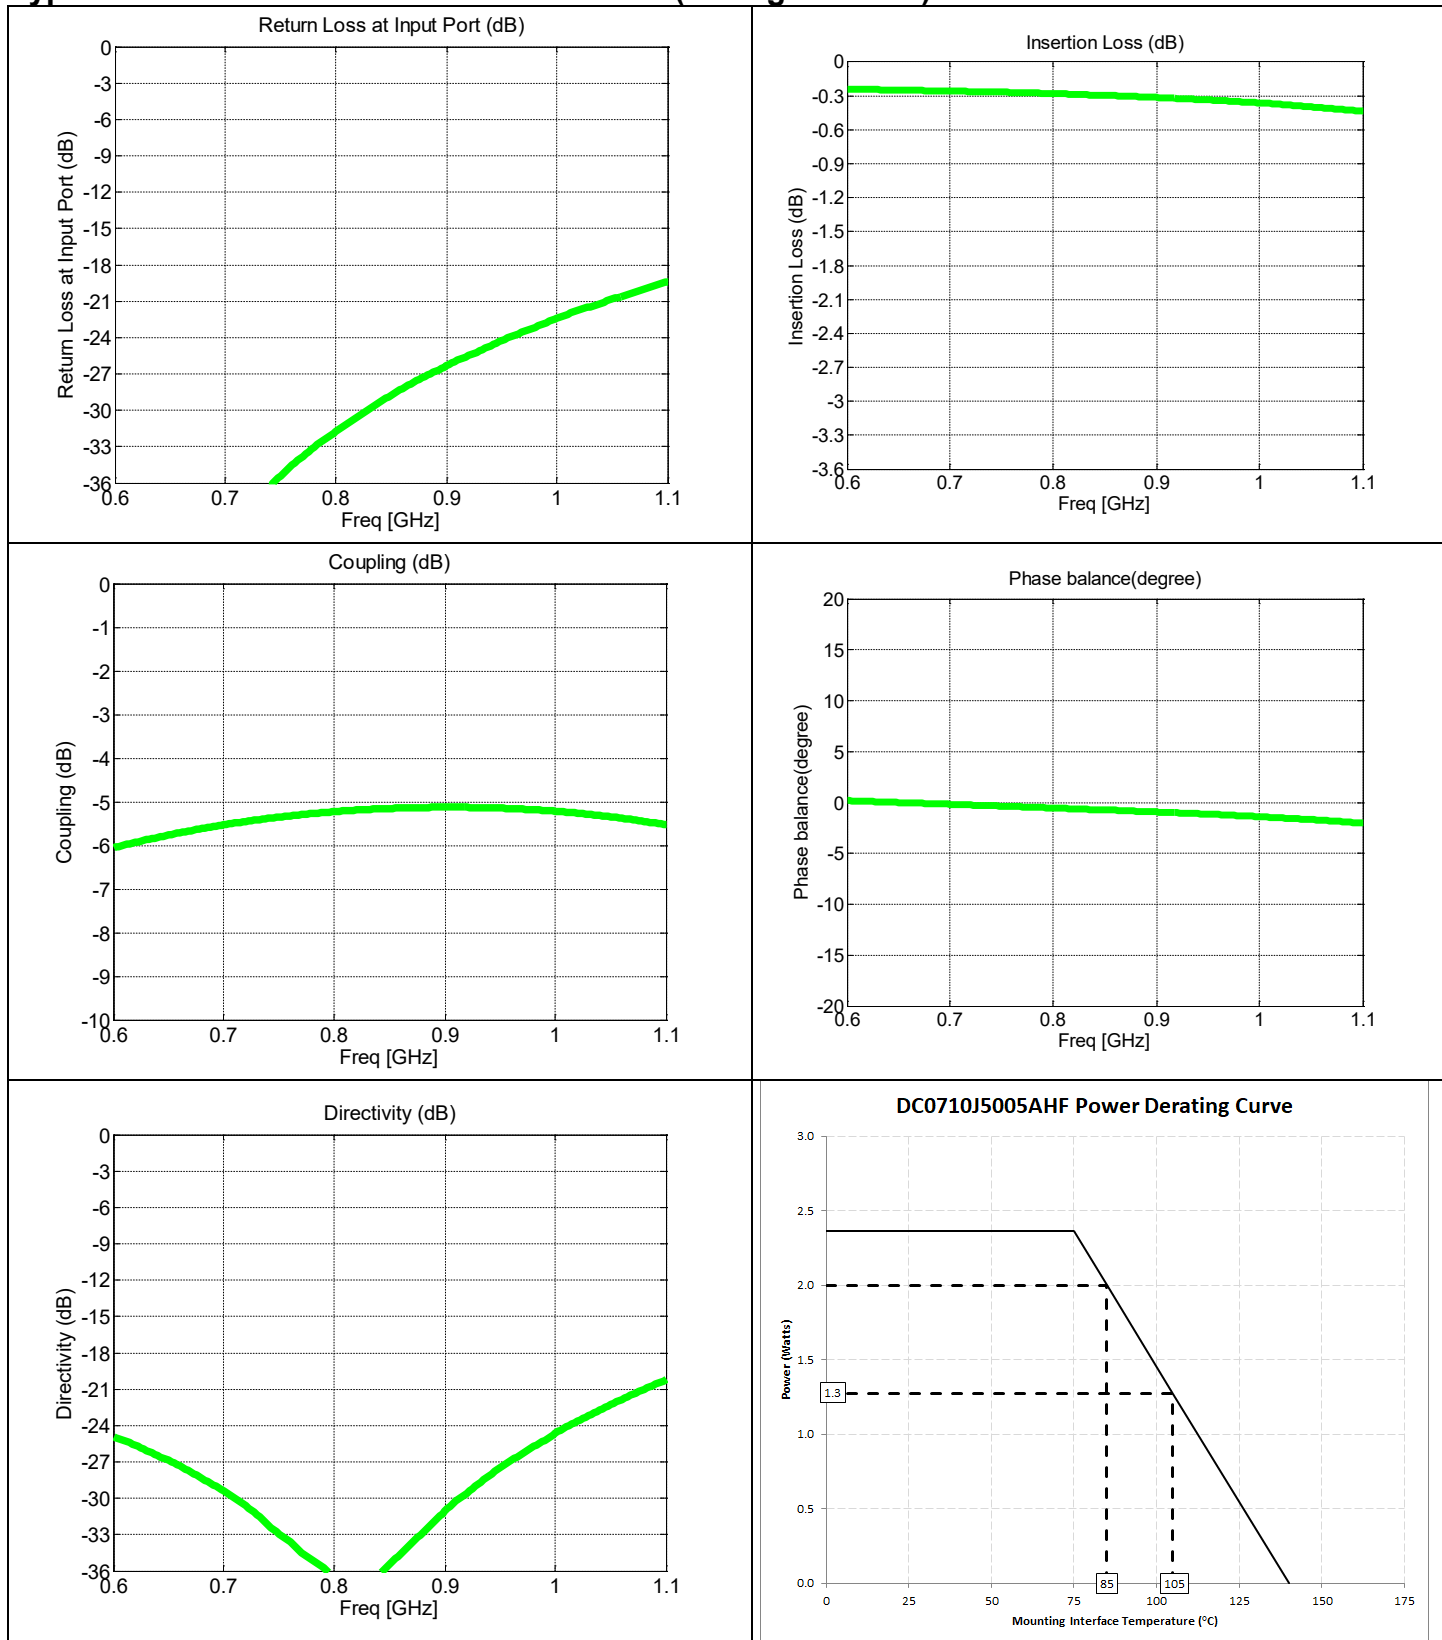 Return Loss at Input Port (dB)
Return Loss at Input Port (dB)
0
-3
-6
-9
-12
-15
-18
-21
-24
-27
-30
-33
-36
0.6 0.7 0.8 0.9 1 1.1
Freq [GHz]
Insertion Loss (dB)
Insertion Loss (dB)
0
-0.3
-0.6
-0.9
-1.2
-1.5
-1.8
-2.1
-2.4
-2.7
-3
-3.3
-3.6
0.6 0.7 0.8 0.9 1 1.1
Freq [GHz]
Coupling (dB)
Coupling (dB)
0
-1
-2
-3
-4
-5
-6
-7
-8
-9
-10
0.6 0.7 0.8 0.9 1 1.1
Freq [GHz]
Phase balance(degree)
Phase balance(degree)
20
15
10
5
0
-5
-10
-15
-20
0.6 0.7 0.8 0.9 1 1.1
Freq [GHz]
Directivity (dB)
Directivity (dB)
0
-3
-6
-9
-12
-15
-18
-21
-24
-27
-30
-33
-36
0.6 0.7 0.8 0.9 1 1.1
Freq [GHz]
DC0710J5005AHF Power Derating Curve
Power (Watts)
3.0
2.5
2.0
1.5
1.3
1.0
0.5
0.0
85 105
0 25 50 75 100 125 150 175
Mounting Interface Temperature (°C)